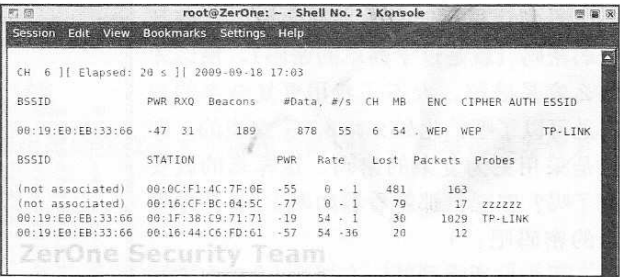 root@ZerOne: ~ - Shell No. 2 - Konsole
Session Edit View Bookmarks Settings Help
CH 6 ][ Elapsed: 20 s ][ 2009-09-18 17:03
BSSID PWR RXQ Beacons #Data, #/s CH MB ENC CIPHER AUTH ESSID
00:19:E0:EB:33:66 -47 31 189 878 55 6 54 . WEP WEP TP-LINK
BSSID STATION PWR Rate Lost Packets Probes
(not associated) 00:0C:F1:4C:7F:0E -55 0 - 1 481 163
(not associated) 00:16:CF:BC:04:5C -77 0 - 1 79 17 zzzzzz
00:19:E0:EB:33:66 00:1F:38:C9:71:71 -19 54 - 1 30 1029 TP-LINK
00:19:E0:EB:33:66 00:16:44:C6:FD:61 -57 54 -36 20 12
ZerOne Security Team